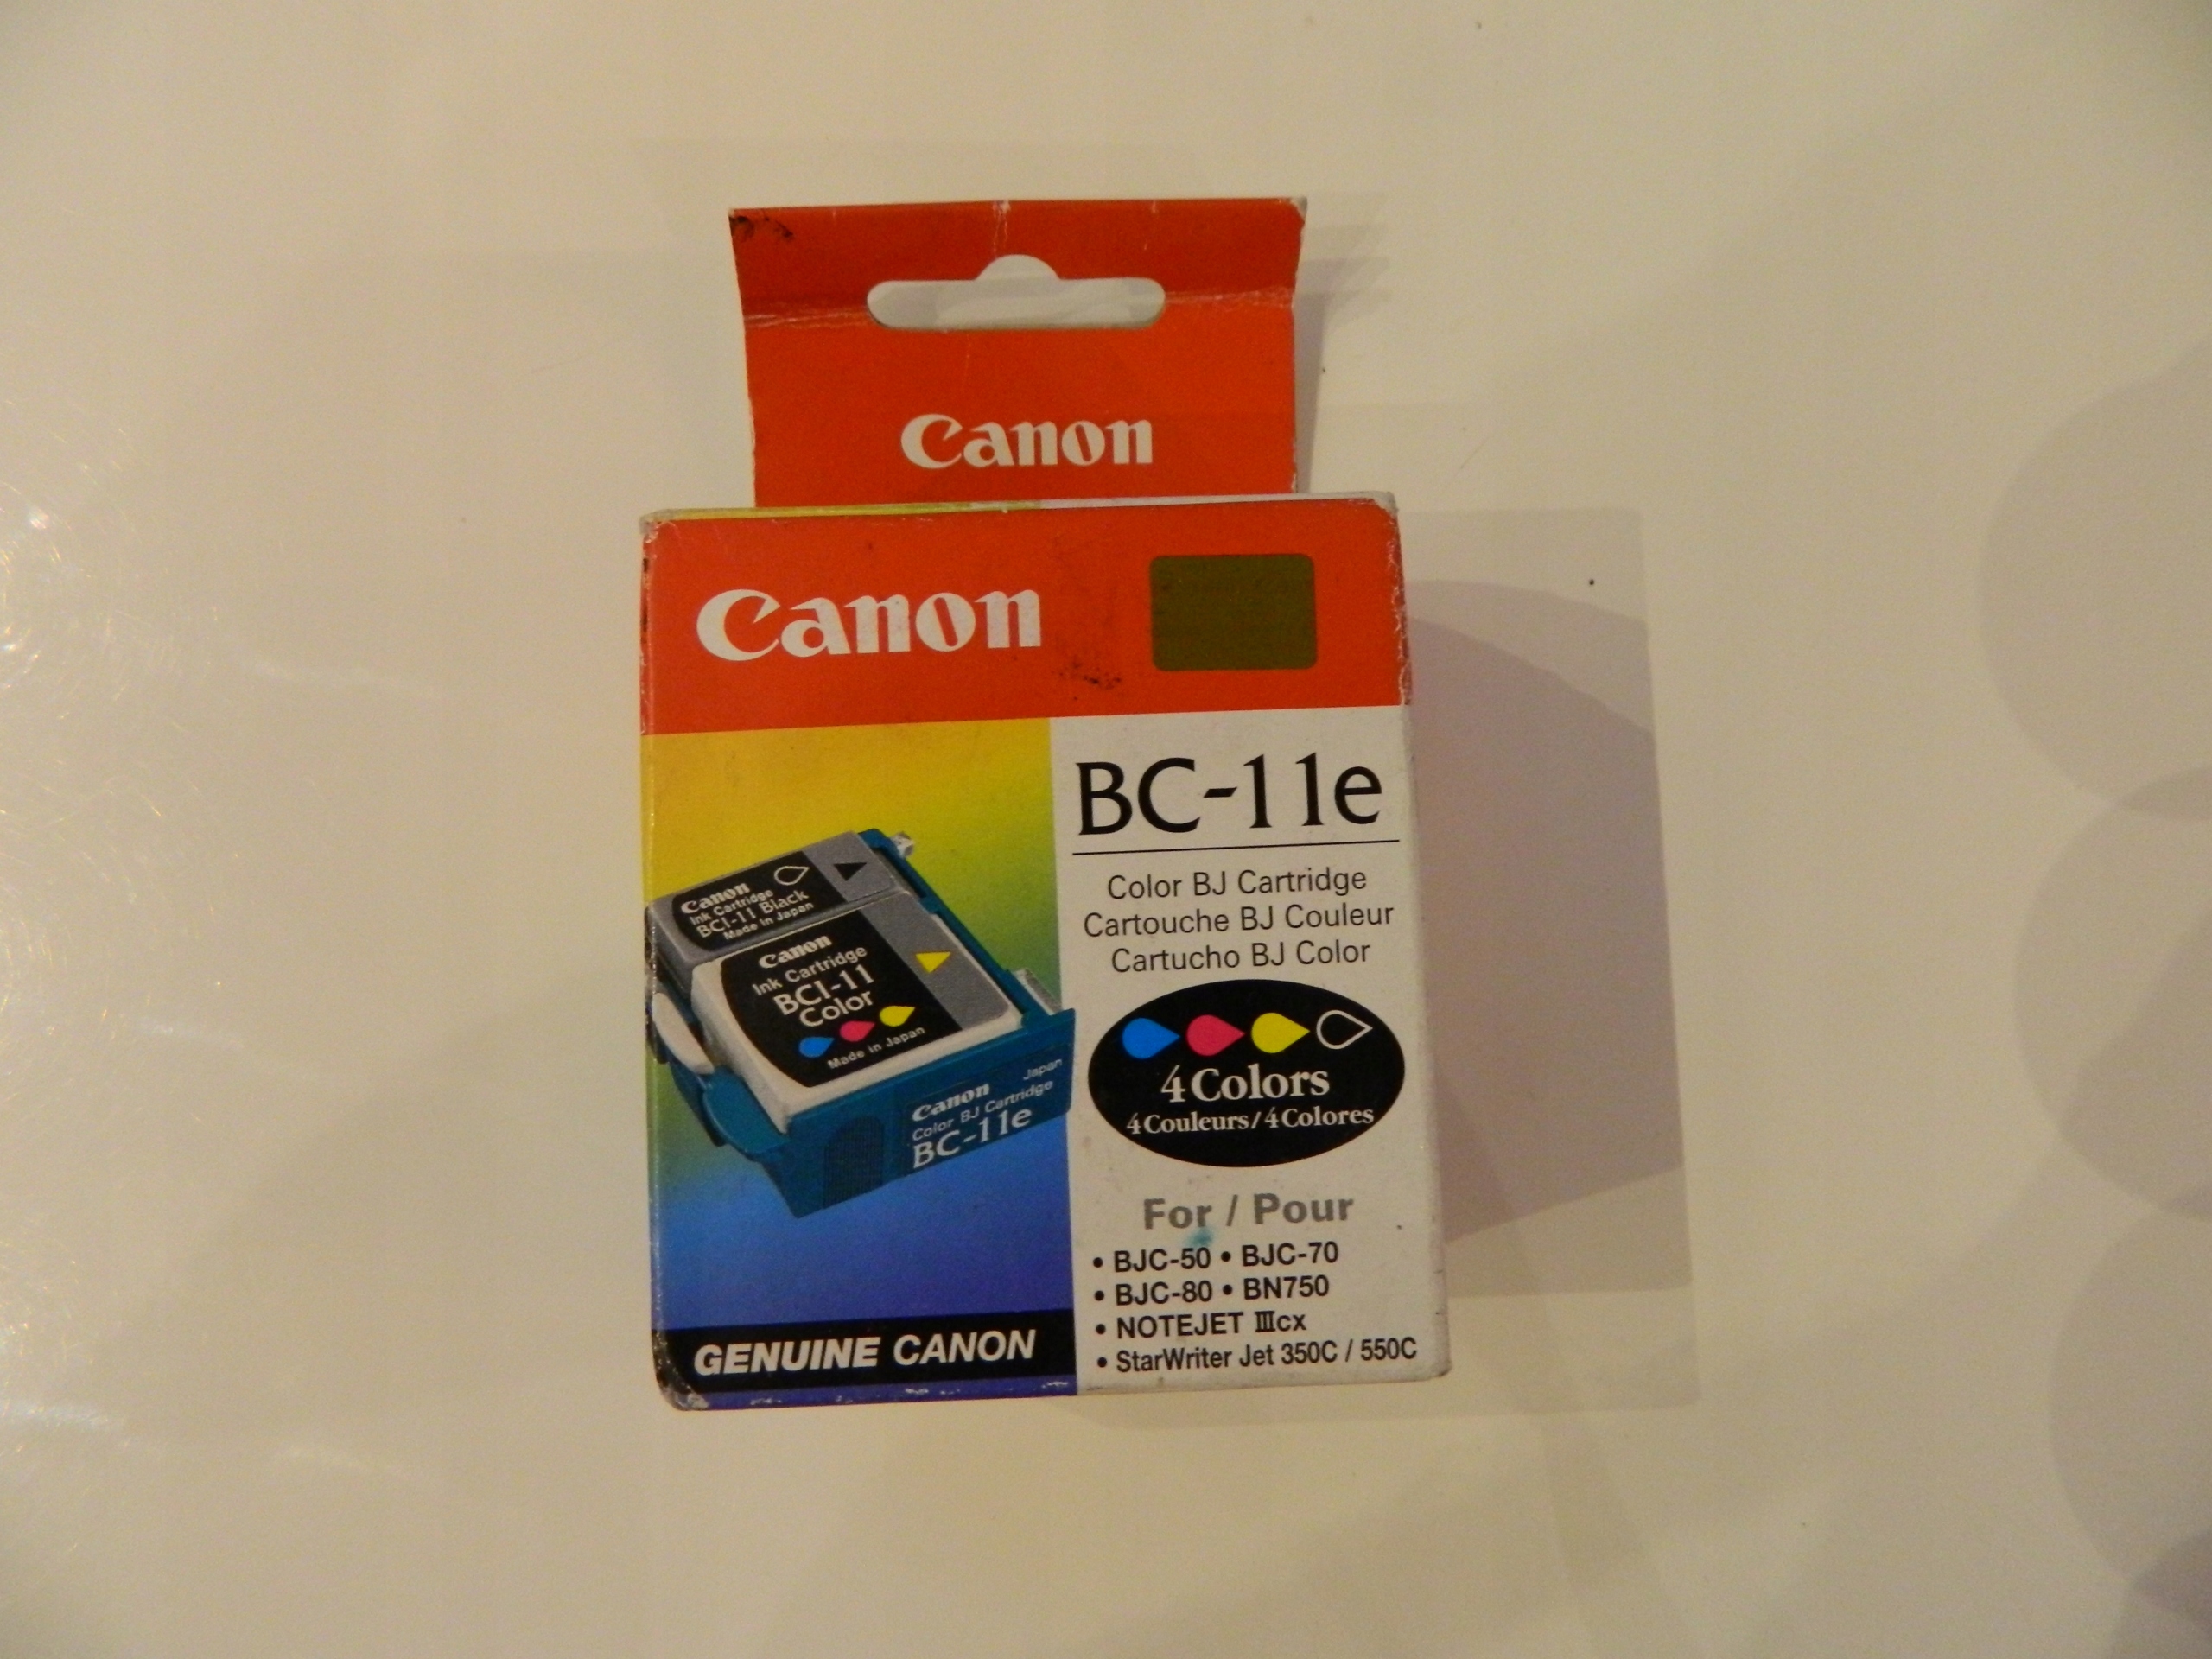 Canon
Canon
BC-11e
Color BJ Cartridge
Cartouche BJ Couleur
Cartucho BJ Color
4 Colors
4 Couleurs / 4 Colores
For / Pour
• BJC-50 • BJC-70
• BJC-80 • BN750
• NOTEJET IIIcx
• StarWriter Jet 350C / 550C
Canon
Ink Cartridge
BCI-11 Black
Made in Japan
Canon
Ink Cartridge
BCI-11
Color
Made in Japan
Canon Japan
Color BJ Cartridge
BC-11e
GENUINE CANON